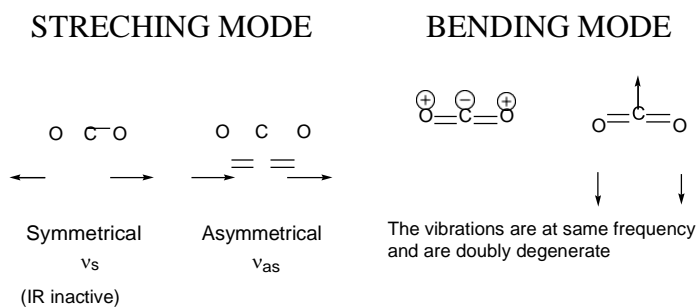 STRECHING MODE
BENDING MODE
O C O
O C O
O C O
O C O
Symmetrical
νs
(IR inactive)
Asymmetrical
νas
The vibrations are at same frequency
and are doubly degenerate